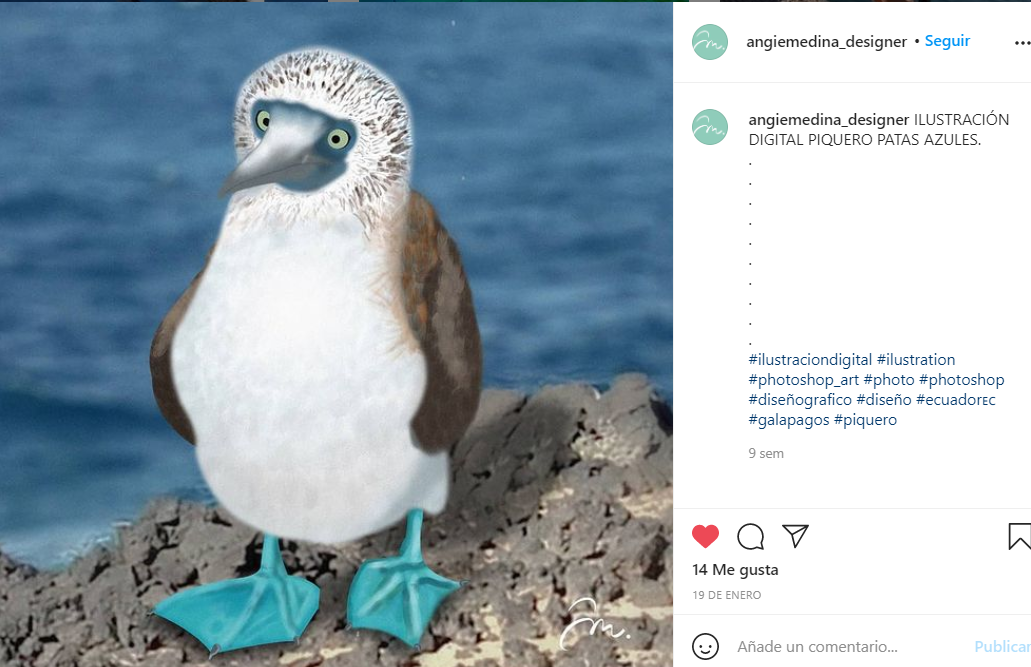 angiemedina_designer • Seguir
angiemedina_designer ILUSTRACIÓN
DIGITAL PIQUERO PATAS AZULES.
.
.
.
.
.
.
.
.
.
.
#ilustraciondigital #ilustration
#photoshop_art #photo #photoshop
#diseñografico #diseño #ecuador🇪🇨
#galapagos #piquero
9 sem
14 Me gusta
19 DE ENERO
Añade un comentario... Publicar